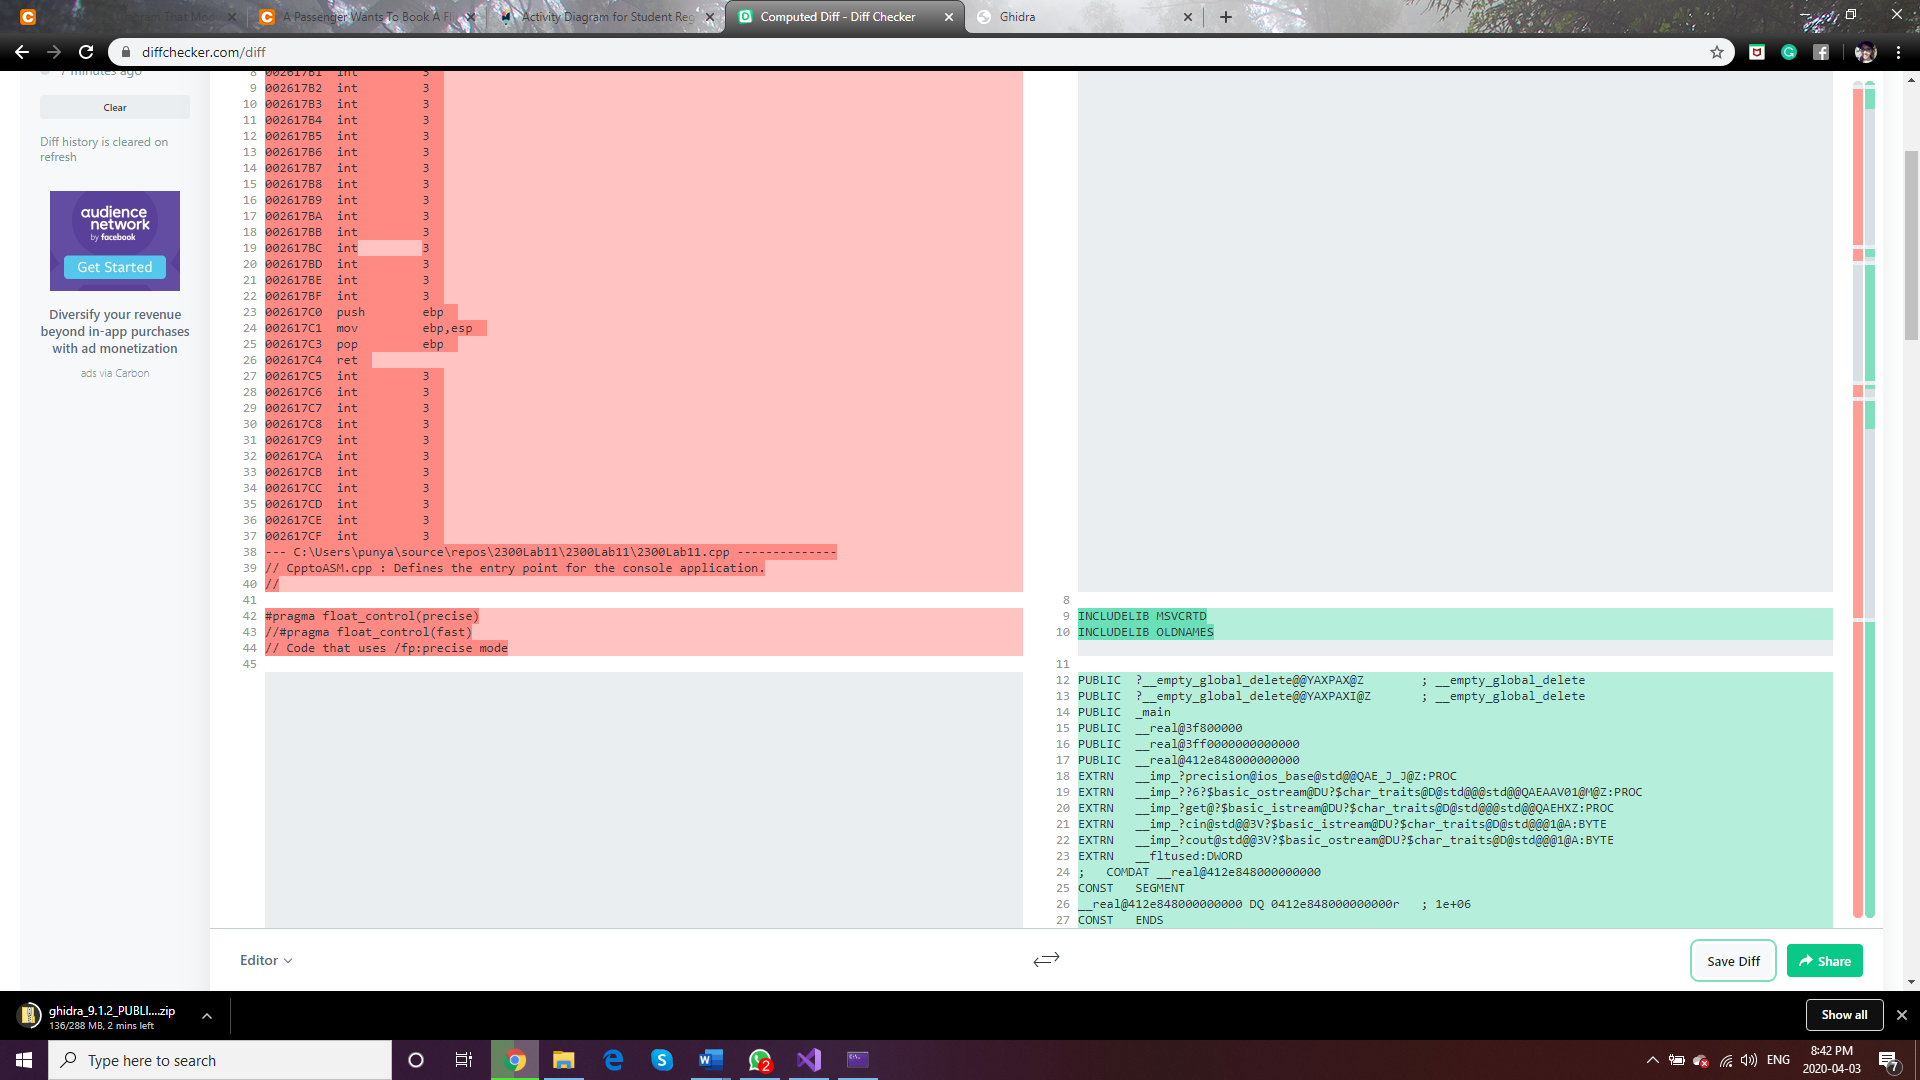 gram That Mod
A Passenger Wants To Book A Fli
Activity Diagram for Student Reg
Computed Diff - Diff Checker
Ghidra
diffchecker.com/diff
7 minutes ago
Clear
Diff history is cleared on
refresh
audience
network
by facebook
Get Started
Diversify your revenue
beyond in-app purchases
with ad monetization
ads via Carbon
8 002617B1 int 3
9 002617B2 int 3
10 002617B3 int 3
11 002617B4 int 3
12 002617B5 int 3
13 002617B6 int 3
14 002617B7 int 3
15 002617B8 int 3
16 002617B9 int 3
17 002617BA int 3
18 002617BB int 3
19 002617BC int 3
20 002617BD int 3
21 002617BE int 3
22 002617BF int 3
23 002617C0 push ebp
24 002617C1 mov ebp,esp
25 002617C3 pop ebp
26 002617C4 ret
27 002617C5 int 3
28 002617C6 int 3
29 002617C7 int 3
30 002617C8 int 3
31 002617C9 int 3
32 002617CA int 3
33 002617CB int 3
34 002617CC int 3
35 002617CD int 3
36 002617CE int 3
37 002617CF int 3
38 --- C:\Users\punya\source\repos\2300Lab11\2300Lab11\2300Lab11.cpp --------------
39 // CpptoASM.cpp : Defines the entry point for the console application.
40 //
41
42 #pragma float_control(precise)
43 //#pragma float_control(fast)
44 // Code that uses /fp:precise mode
45
8
9 INCLUDELIB MSVCRTD
10 INCLUDELIB OLDNAMES
11
12 PUBLIC ?__empty_global_delete@@YAXPAX@Z ; __empty_global_delete
13 PUBLIC ?__empty_global_delete@@YAXPAXI@Z ; __empty_global_delete
14 PUBLIC _main
15 PUBLIC __real@3f800000
16 PUBLIC __real@3ff0000000000000
17 PUBLIC __real@412e848000000000
18 EXTRN __imp_?precision@ios_base@std@@QAE_J_J@Z:PROC
19 EXTRN __imp_??6?$basic_ostream@DU?$char_traits@D@std@@@std@@QAEAAV01@M@Z:PROC
20 EXTRN __imp_?get@?$basic_istream@DU?$char_traits@D@std@@@std@@QAEHXZ:PROC
21 EXTRN __imp_?cin@std@@3V?$basic_istream@DU?$char_traits@D@std@@@1@A:BYTE
22 EXTRN __imp_?cout@std@@3V?$basic_ostream@DU?$char_traits@D@std@@@1@A:BYTE
23 EXTRN __fltused:DWORD
24 ; COMDAT __real@412e848000000000
25 CONST SEGMENT
26 __real@412e848000000000 DQ 0412e848000000000r ; 1e+06
27 CONST ENDS
Editor
Save Diff
Share
ghidra_9.1.2_PUBLI....zip
136/288 MB, 2 mins left
Show all
Type here to search
2
ENG
8:42 PM
2020-04-03
7